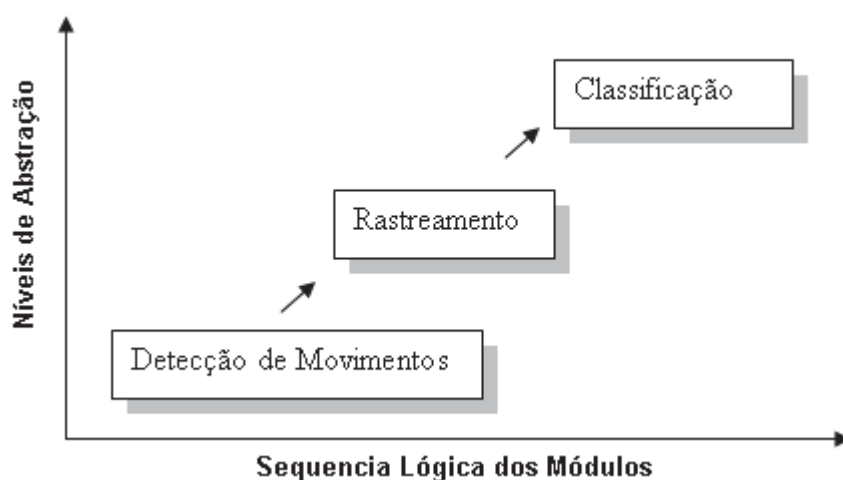 Níveis de Abstração
Classificação
Rastreamento
Detecção de Movimentos
Sequencia Lógica dos Módulos